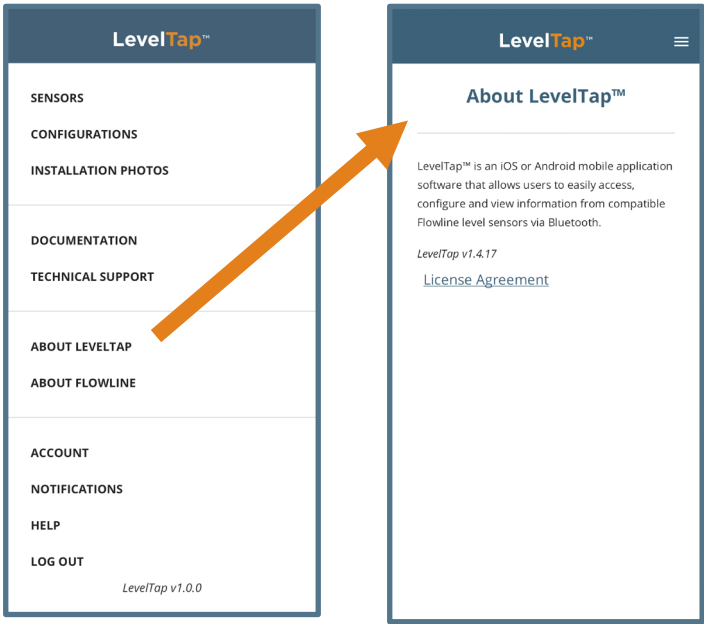 LevelTap™
SENSORS
CONFIGURATIONS
INSTALLATION PHOTOS
DOCUMENTATION
TECHNICAL SUPPORT
ABOUT LEVELTAP
ABOUT FLOWLINE
ACCOUNT
NOTIFICATIONS
HELP
LOG OUT
LevelTap v1.0.0
LevelTap™
About LevelTap™
LevelTap™ is an iOS or Android mobile application
software that allows users to easily access,
configure and view information from compatible
Flowline level sensors via Bluetooth.
LevelTap v1.4.17
License Agreement